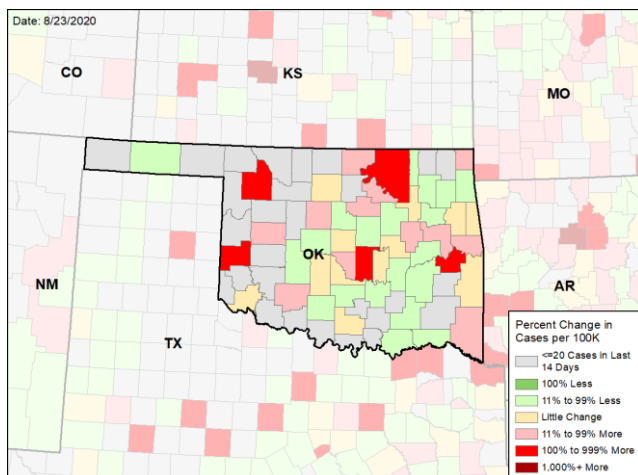 Date: 8/23/2020
CO
KS
MO
OK
NM
TX
AR
Percent Change in
Cases per 100K
<=20 Cases in Last
14 Days
100% Less
11% to 99% Less
Little Change
11% to 99% More
100% to 999% More
1,000%+ More